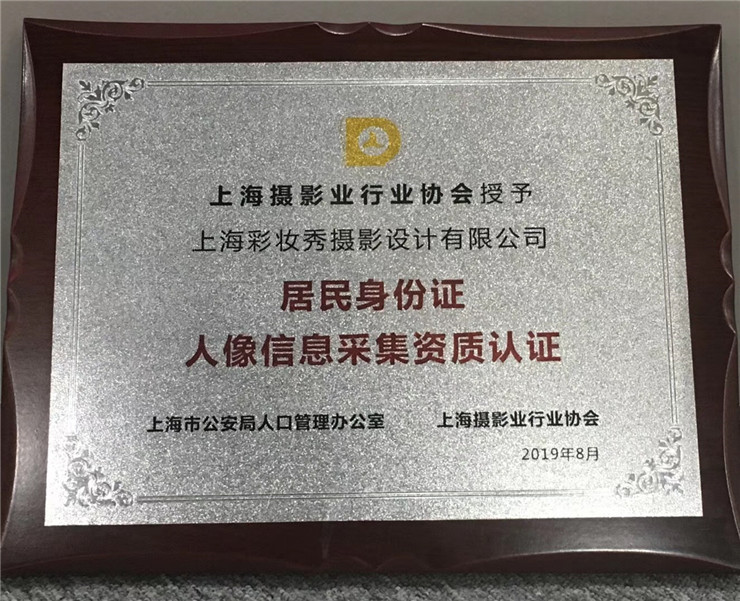 上海摄影业行业协会授予
上海彩妆秀摄影设计有限公司
居民身份证
人像信息采集资质认证
上海市公安局人口管理办公室 上海摄影业行业协会
2019年8月